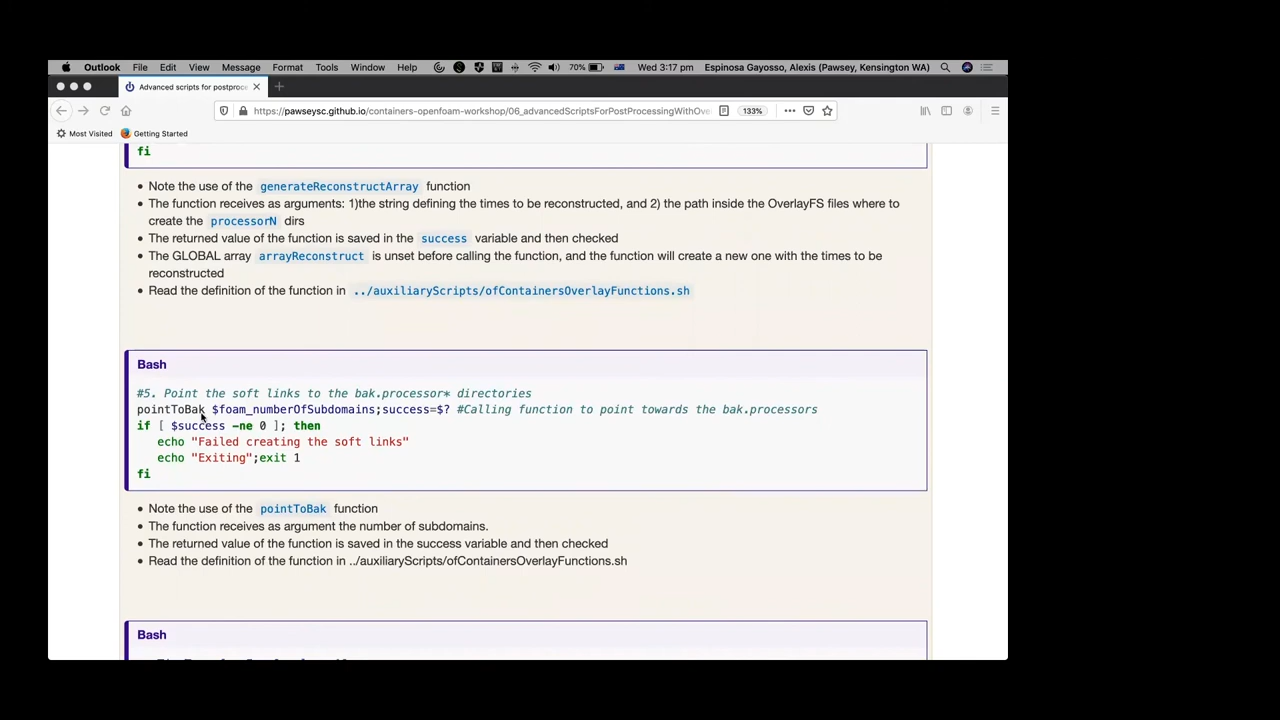 Outlook File Edit View Message Format Tools Window Help 70% Wed 3:17 pm Espinosa Gayosso, Alexis (Pawsey, Kensington WA)
Advanced scripts for postproce
https://pawseysc.github.io/containers-openfoam-workshop/06_advancedScriptsForPostProcessingWithOve 133%
Most Visited Getting Started
fi
• Note the use of the generateReconstructArray function
• The function receives as arguments: 1)the string defining the times to be reconstructed, and 2) the path inside the OverlayFS files where to
create the processorN dirs
• The returned value of the function is saved in the success variable and then checked
• The GLOBAL array arrayReconstruct is unset before calling the function, and the function will create a new one with the times to be
reconstructed
• Read the definition of the function in ../auxiliaryScripts/ofContainersOverlayFunctions.sh
Bash
#5. Point the soft links to the bak.processor* directories
pointToBak $foam_numberOfSubdomains;success=$? #Calling function to point towards the bak.processors
if [ $success -ne 0 ]; then
echo "Failed creating the soft links"
echo "Exiting";exit 1
fi
• Note the use of the pointToBak function
• The function receives as argument the number of subdomains.
• The returned value of the function is saved in the success variable and then checked
• Read the definition of the function in ../auxiliaryScripts/ofContainersOverlayFunctions.sh
Bash